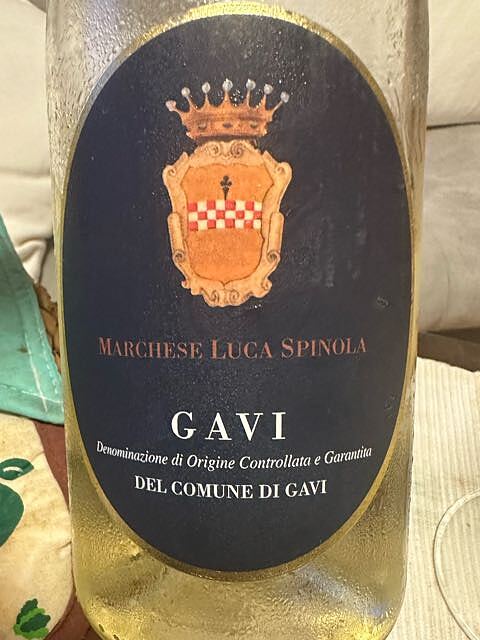 MARCHESE LUCA SPINOLA
GAVI
Denominazione di Origine Controllata e Garantita
DEL COMUNE DI GAVI